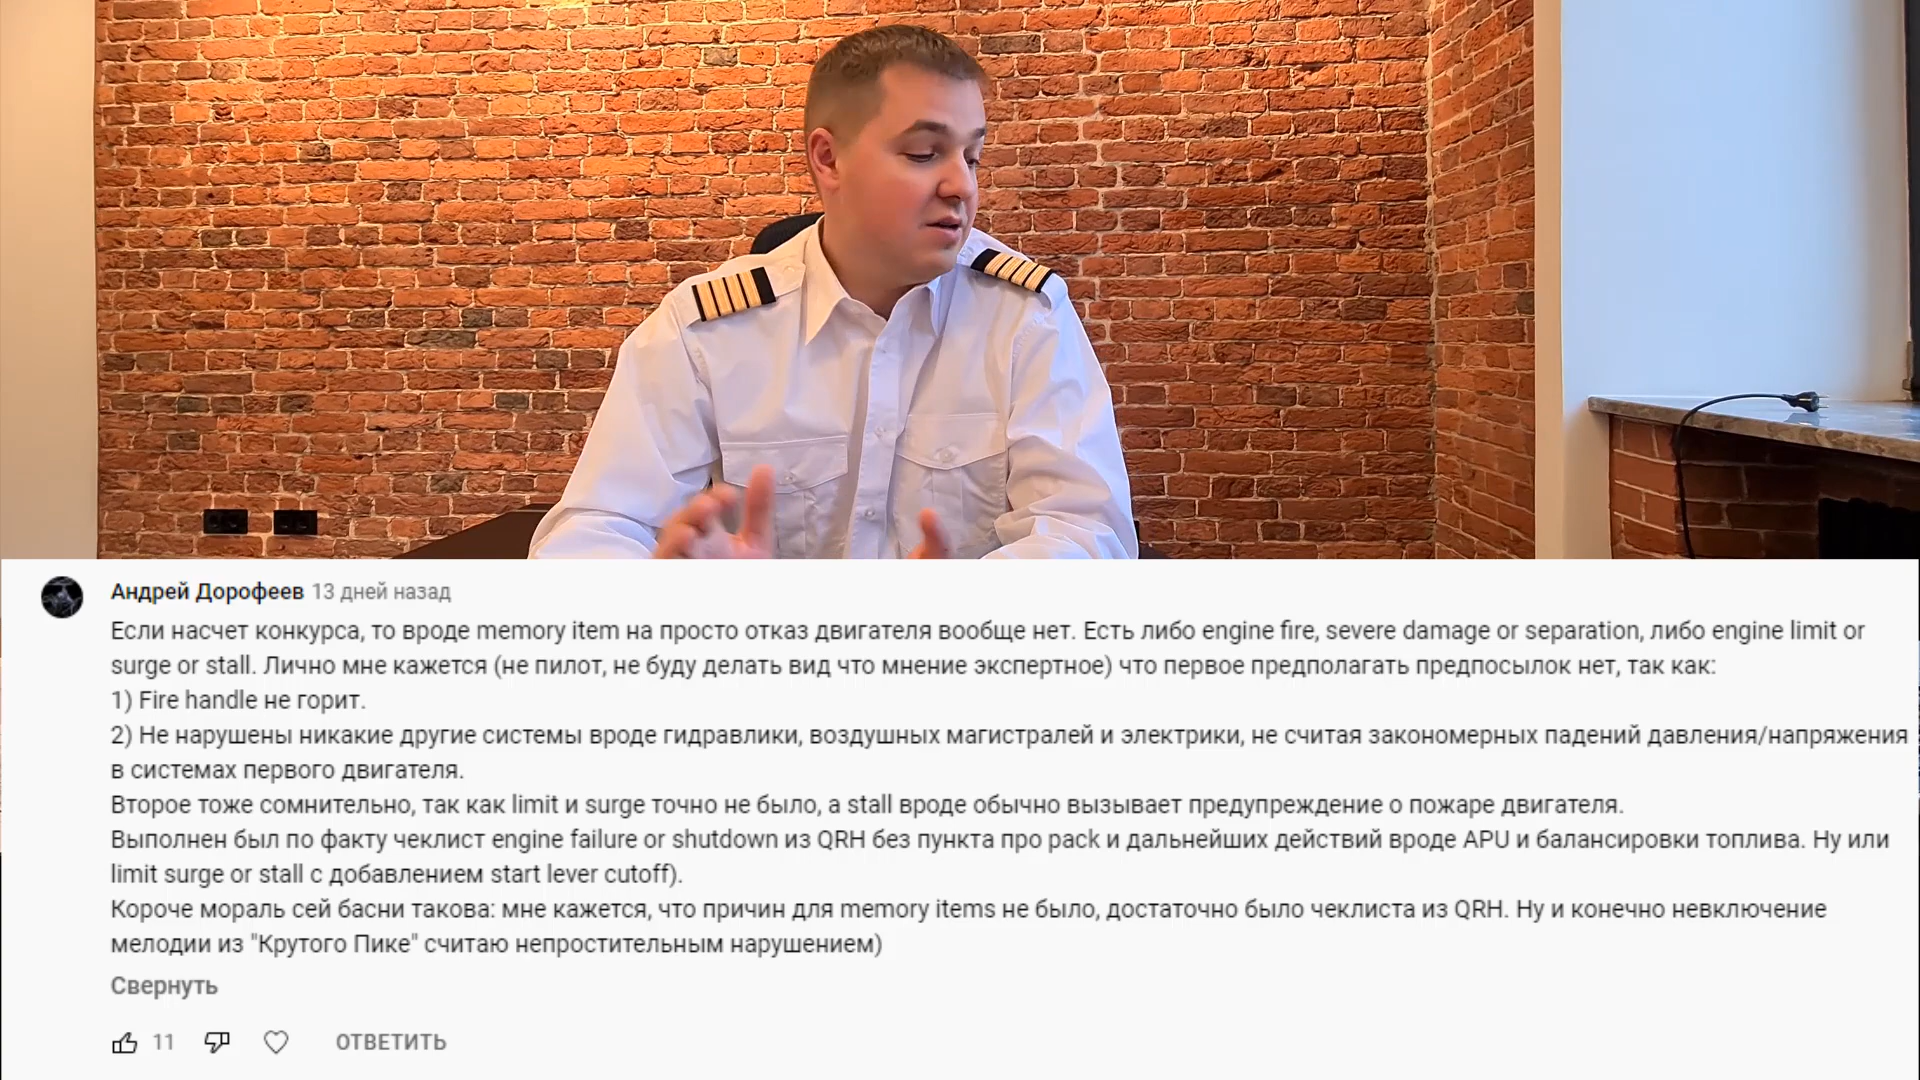 Андрей Дорофеев 13 дней назад
Если насчет конкурса, то вроде memory item на просто отказ двигателя вообще нет. Есть либо engine fire, severe damage or separation, либо engine limit or
surge or stall. Лично мне кажется (не пилот, не буду делать вид что мнение экспертное) что первое предполагать предпосылок нет, так как:
1) Fire handle не горит.
2) Не нарушены никакие другие системы вроде гидравлики, воздушных магистралей и электрики, не считая закономерных падений давления/напряжения
в системах первого двигателя.
Второе тоже сомнительно, так как limit и surge точно не было, а stall вроде обычно вызывает предупреждение о пожаре двигателя.
Выполнен был по факту чеклист engine failure or shutdown из QRH без пункта про pack и дальнейших действий вроде APU и балансировки топлива. Ну или
limit surge or stall с добавлением start lever cutoff).
Короче мораль сей басни такова: мне кажется, что причин для memory items не было, достаточно было чеклиста из QRH. Ну и конечно невключение
мелодии из "Крутого Пике" считаю непростительным нарушением)
Свернуть
11 ОТВЕТИТЬ